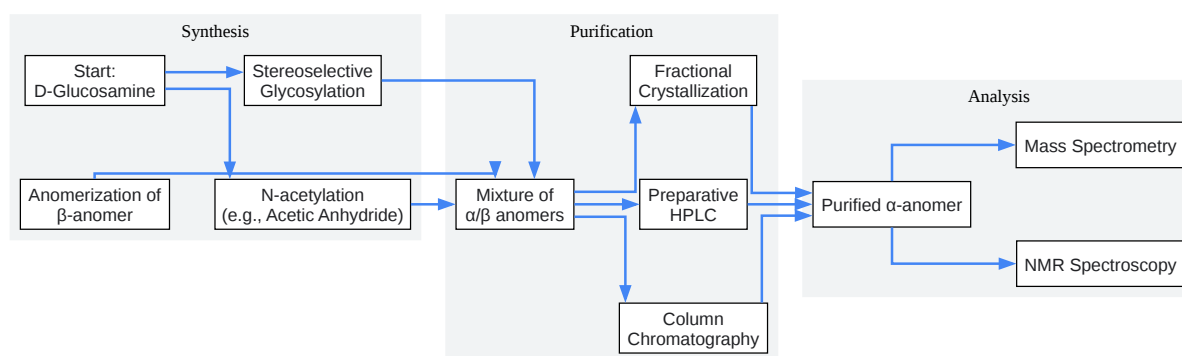 Synthesis
Start:
D-Glucosamine
Stereoselective
Glycosylation
Anomerization of
β-anomer
N-acetylation
(e.g., Acetic Anhydride)
Purification
Mixture of
α/β anomers
Fractional
Crystallization
Preparative
HPLC
Column
Chromatography
Analysis
Purified α-anomer
Mass Spectrometry
NMR Spectroscopy